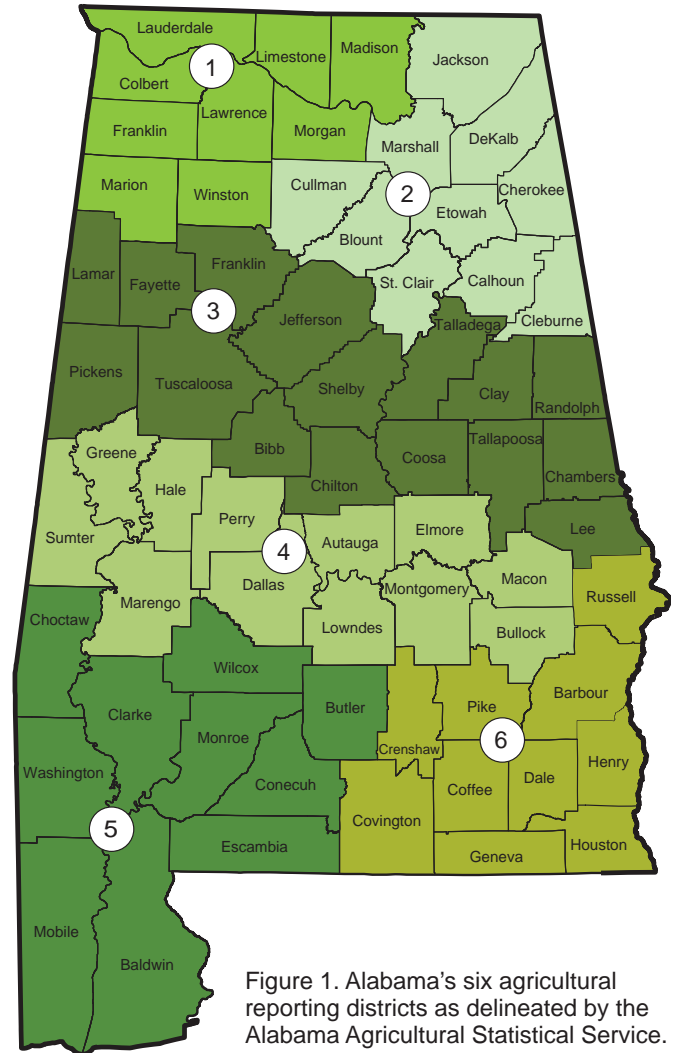 Lauderdale
Limestone
Madison
Jackson
1
Colbert
Lawrence
Franklin
Morgan
Marshall
DeKalb
Marion
Winston
Cullman
2
Cherokee
Etowah
Blount
Lamar
Fayette
Franklin
St. Clair
Calhoun
3
Jefferson
Talladega
Cleburne
Pickens
Tuscaloosa
Shelby
Clay
Randolph
Greene
Bibb
Coosa
Tallapoosa
Hale
Chilton
Chambers
Perry
Sumter
Autauga
Elmore
Lee
4
Dallas
Montgomery
Macon
Marengo
Russell
Choctaw
Lowndes
Bullock
Wilcox
Clarke
Butler
Pike
Barbour
Monroe
Crenshaw
6
Washington
Conecuh
Henry
Coffee
Dale
5
Covington
Escambia
Geneva
Houston
Mobile
Baldwin
Figure 1. Alabama's six agricultural
reporting districts as delineated by the
Alabama Agricultural Statistical Service.